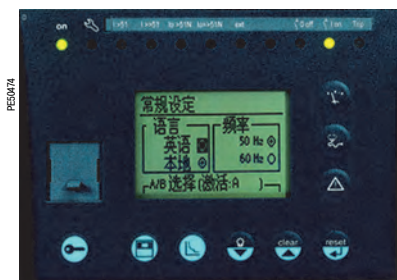 on I>51 I>>51 Io>51N Io>>51N ext 0 off I on Trip
PE50474
常规设定
语言 频率
英语 50 Hz
本地 60 Hz
A/B 选择(激活:A )
clear reset